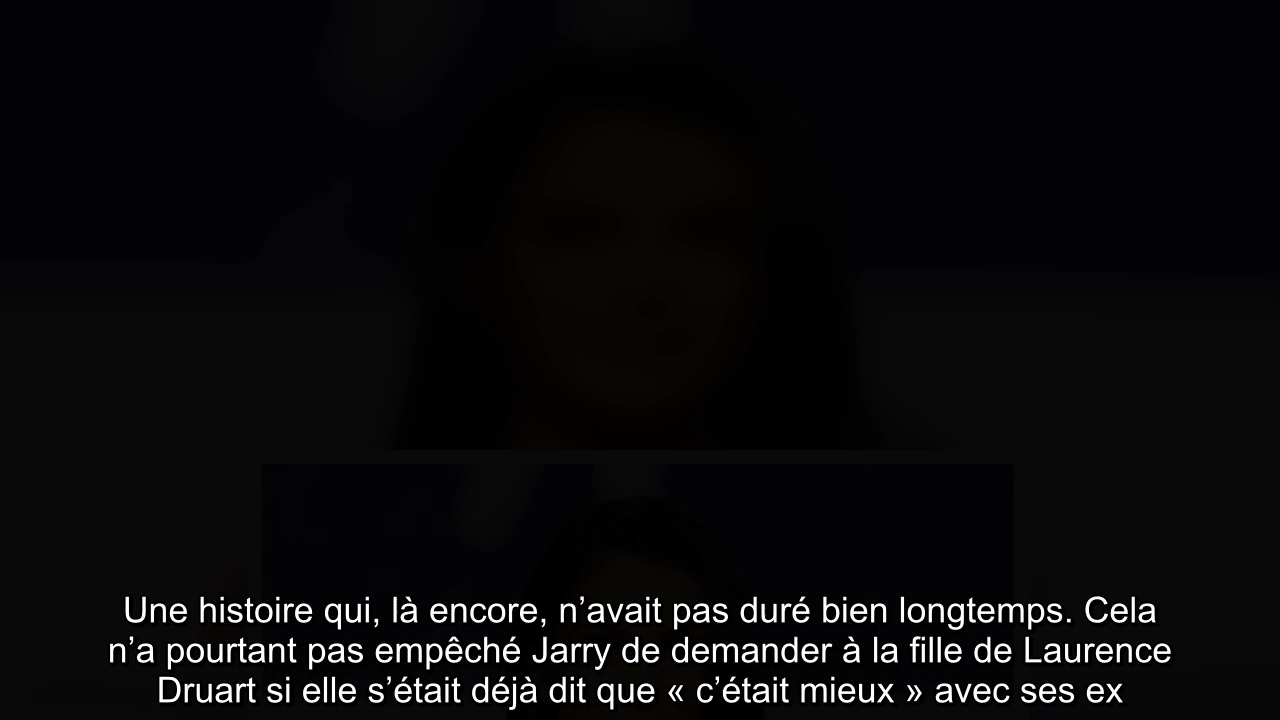 Une histoire qui, là encore, n’avait pas duré bien longtemps. Cela
n’a pourtant pas empêché Jarry de demander à la fille de Laurence
Druart si elle s’était déjà dit que « c’était mieux » avec ses ex